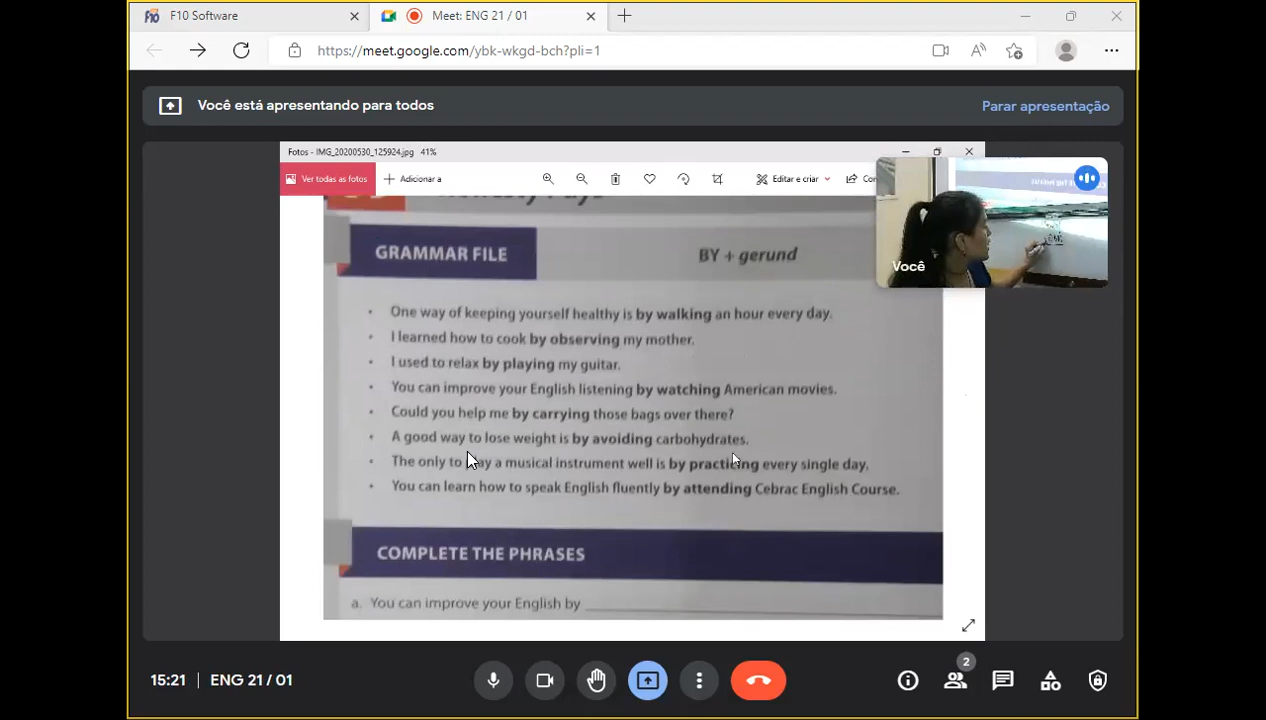 F10 Software
Meet: ENG 21 / 01
https://meet.google.com/ybk-wkgd-bch?pli=1
Você está apresentando para todos
Parar apresentação
Fotos - IMG_20200530_125924.jpg 41%
Ver todas as fotos
Adicionar a
Editar e criar
Você
GRAMMAR FILE
BY + gerund
• One way of keeping yourself healthy is by walking an hour every day.
• I learned how to cook by observing my mother.
• I used to relax by playing my guitar.
• You can improve your English listening by watching American movies.
• Could you help me by carrying those bags over there?
• A good way to lose weight is by avoiding carbohydrates.
• The only to play a musical instrument well is by practicing every single day.
• You can learn how to speak English fluently by attending Cebrac English Course.
COMPLETE THE PHRASES
a. You can improve your English by
15:21 ENG 21 / 01
2